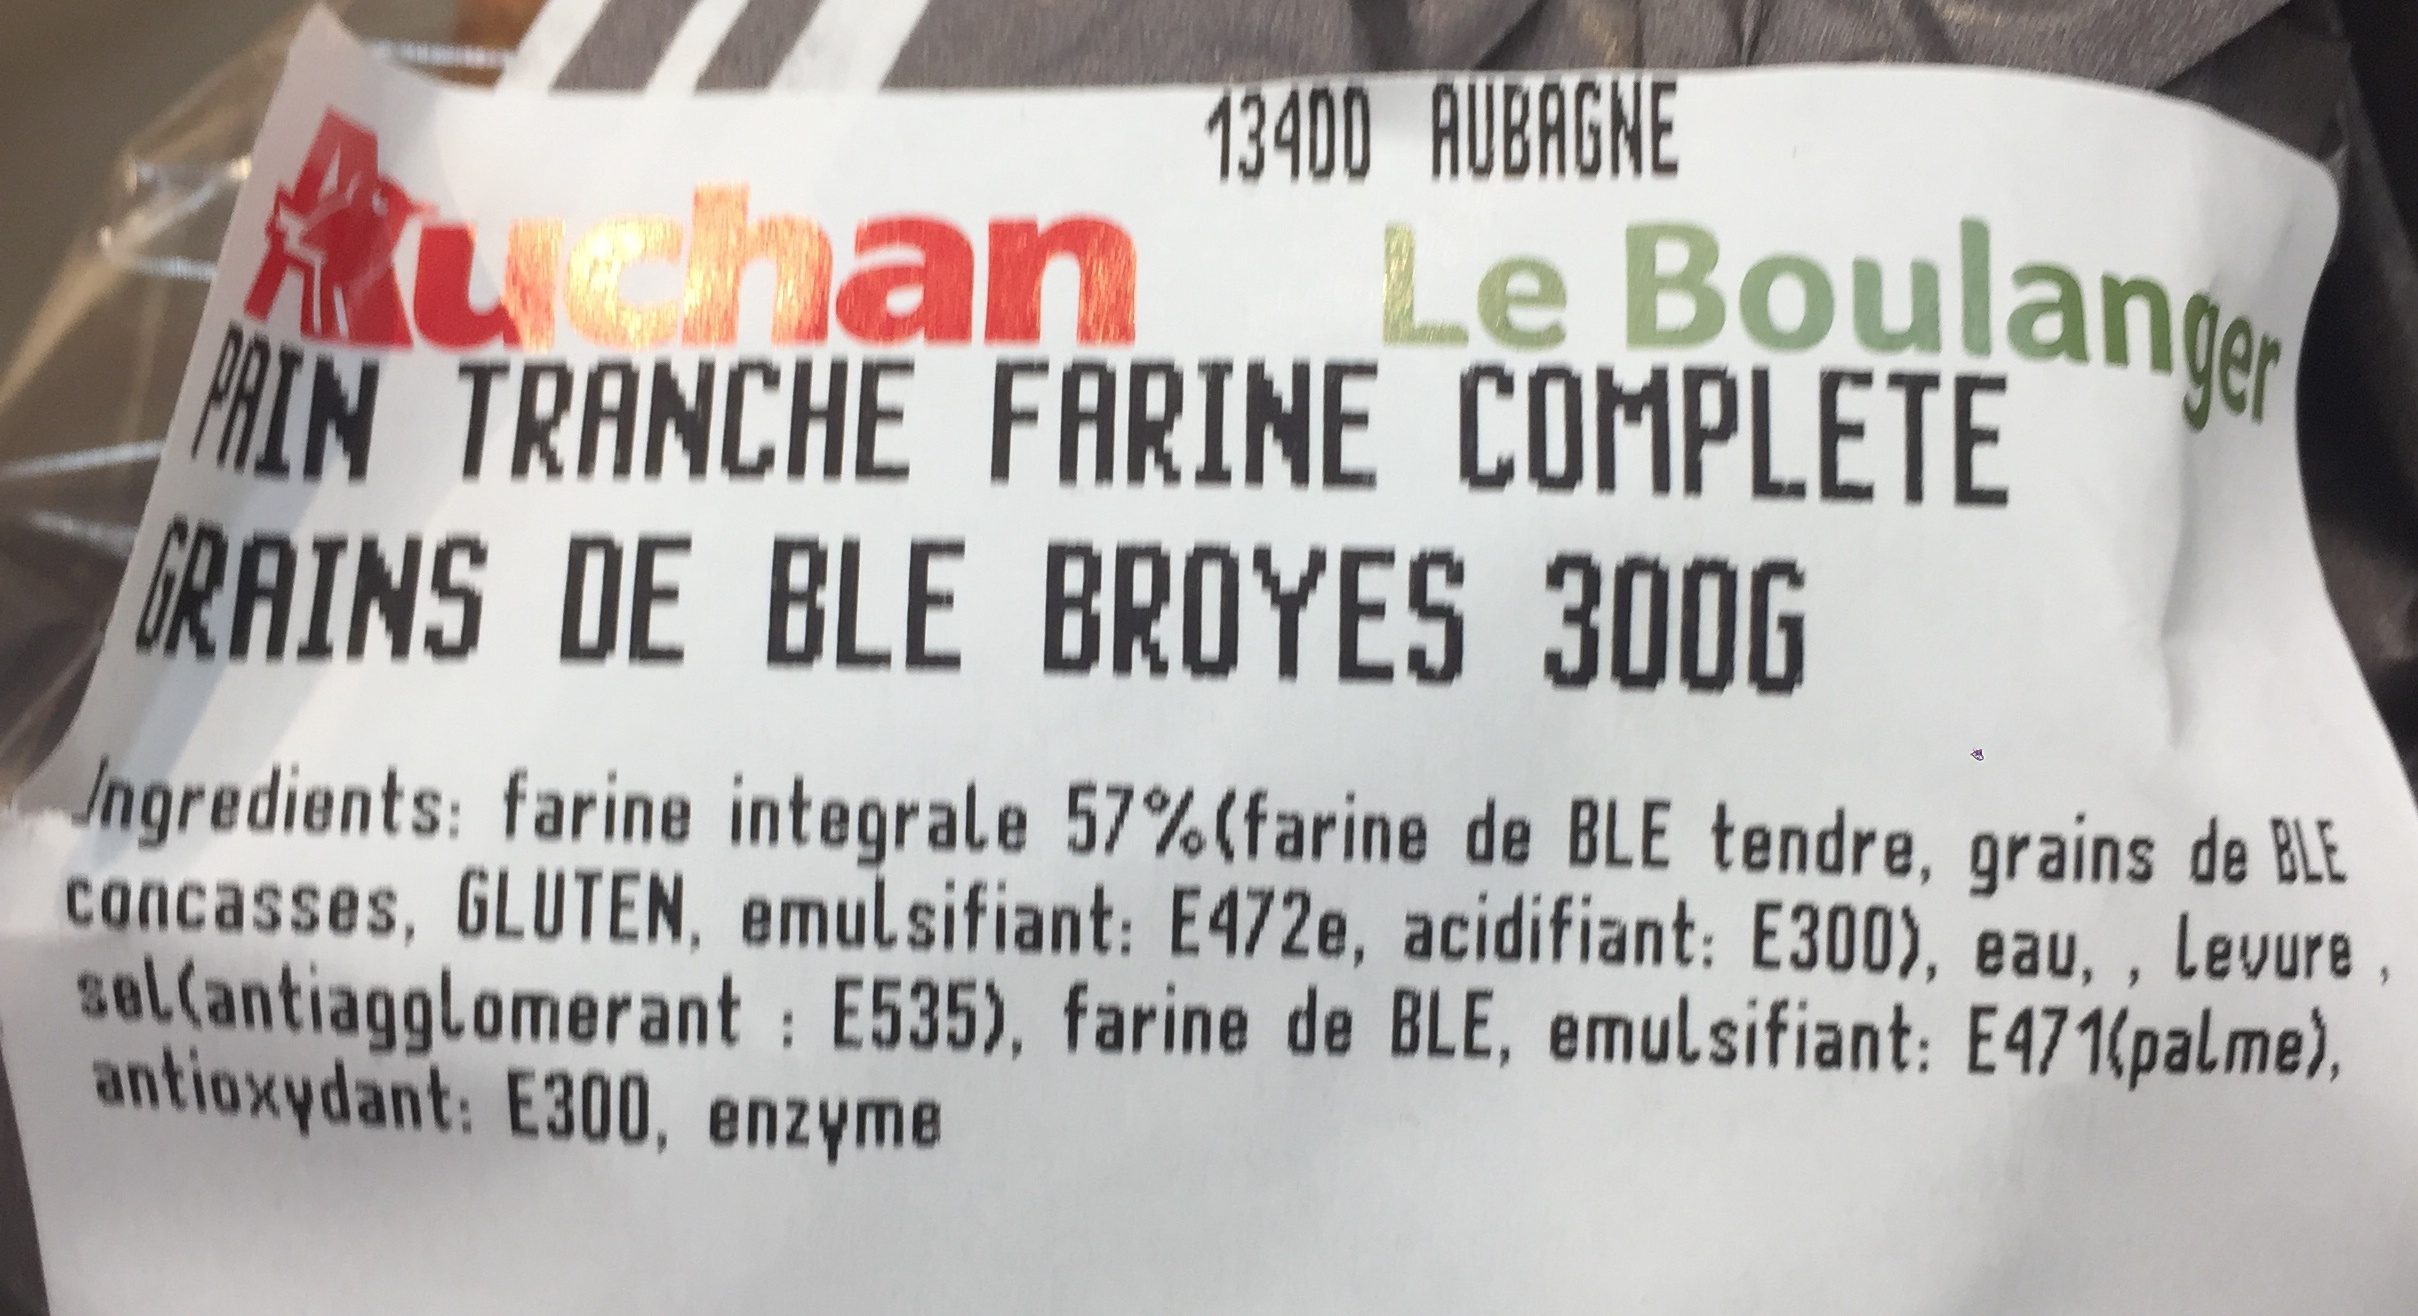 13400 AUBAGNE
Auchan Le Boulanger
PAIN TRANCHE FARINE COMPLETE
GRAINS DE BLE BROYES 300G
Ingredients: farine integrale 57%(farine de BLE tendre, grains de BLE
concasses, GLUTEN, emulsifiant: E472e, acidifiant: E300), eau, , levure ,
sel(antiagglomerant : E535), farine de BLE, emulsifiant: E471(palme),
antioxydant: E300, enzyme